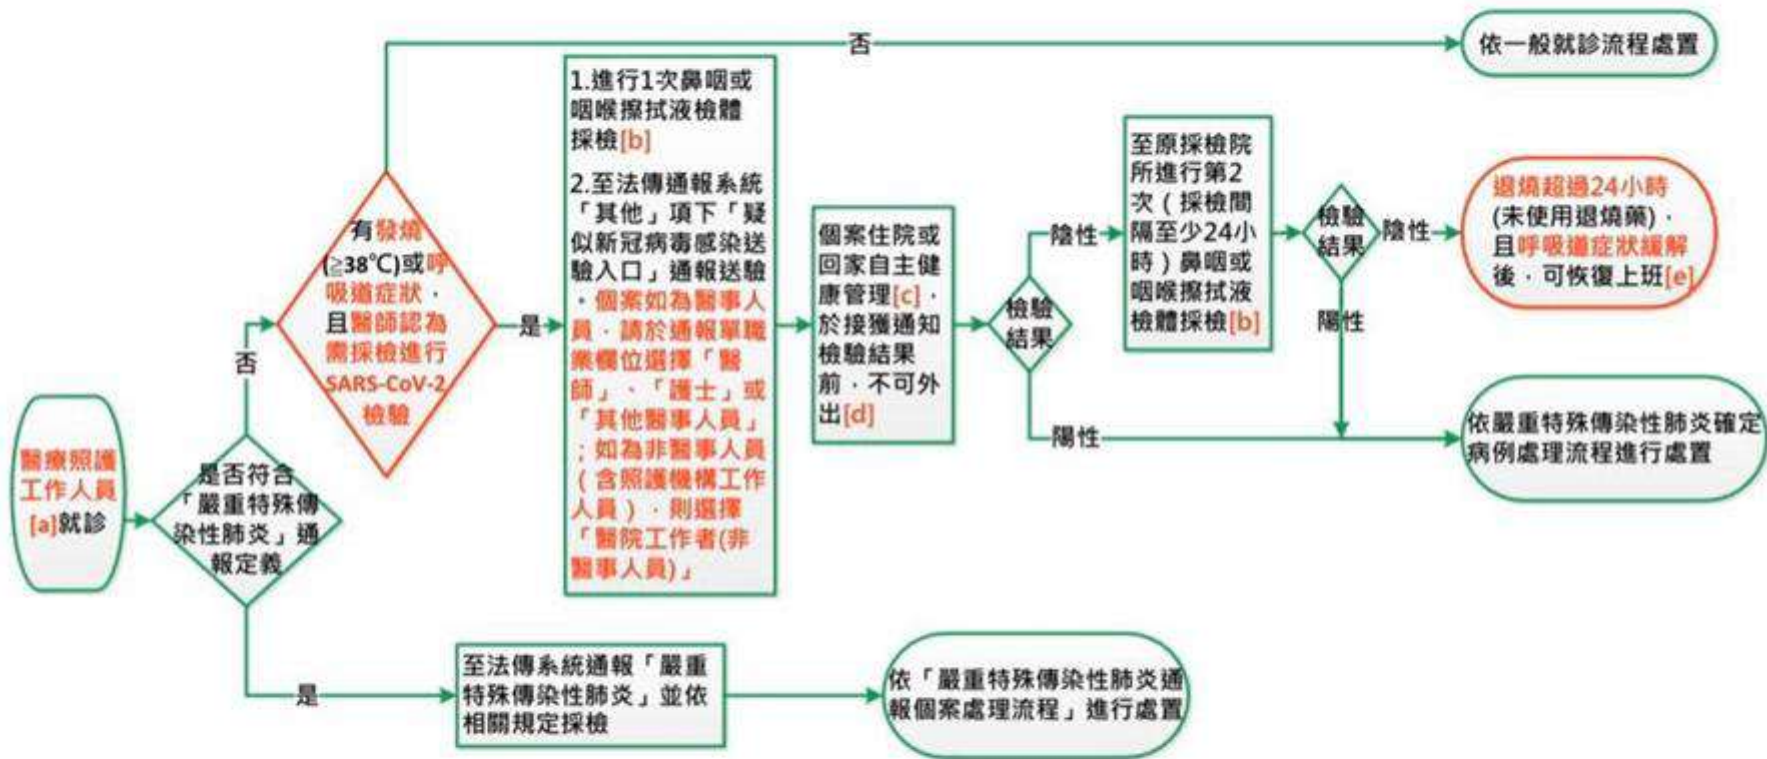 醫療照護
工作人員
[a]就診
是否符合
「嚴重特殊傳
染性肺炎」通
報定義
否
有發燒
(≧38℃)或呼
吸道症狀，
且醫師認為
需採檢進行
SARS-CoV-2
檢驗
否
依一般就診流程處置
是
1.進行1次鼻咽或
咽喉擦拭液檢體
採檢[b]
2.至法傳通報系統
「其他」項下「疑
似新冠病毒感染送
驗入口」通報送驗
。個案如為醫事人
員，請於通報單職
業欄位選擇「醫
師」、「護士」或
「其他醫事人員」
；如為非醫事人員
（含照護機構工作
人員），則選擇
「醫院工作者(非
醫事人員)」
個案住院或
回家自主健
康管理[c]，
於接獲通知
檢驗結果
前，不可外
出[d]
檢驗
結果
陰性
至原採檢院
所進行第2
次（採檢間
隔至少24小
時）鼻咽或
咽喉擦拭液
檢體採檢[b]
檢驗
結果
陰性
退燒超過24小時
(未使用退燒藥)，
且呼吸道症狀緩解
後，可恢復上班[e]
陽性
陽性
依嚴重特殊傳染性肺炎確定
病例處理流程進行處置
是
至法傳系統通報「嚴重
特殊傳染性肺炎」並依
相關規定採檢
依「嚴重特殊傳染性肺炎通
報個案處理流程」進行處置